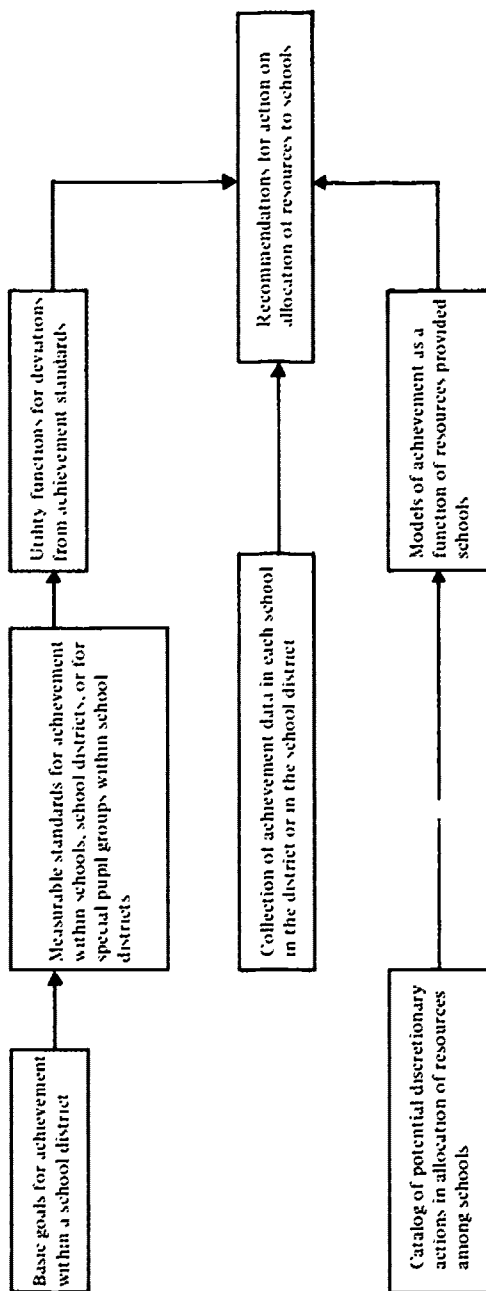 Basic goals for achievement
within a school district
Measurable standards for achievement
within schools, school districts, or for
special pupil groups within school
districts
Utility functions for deviations
from achievement standards
Collection of achievement data in each school
in the district or in the school district
Recommendations for action on
allocation of resources to schools
Catalog of potential discretionary
actions in allocation of resources
among schools
Models of achievement as a
function of resources provided
schools